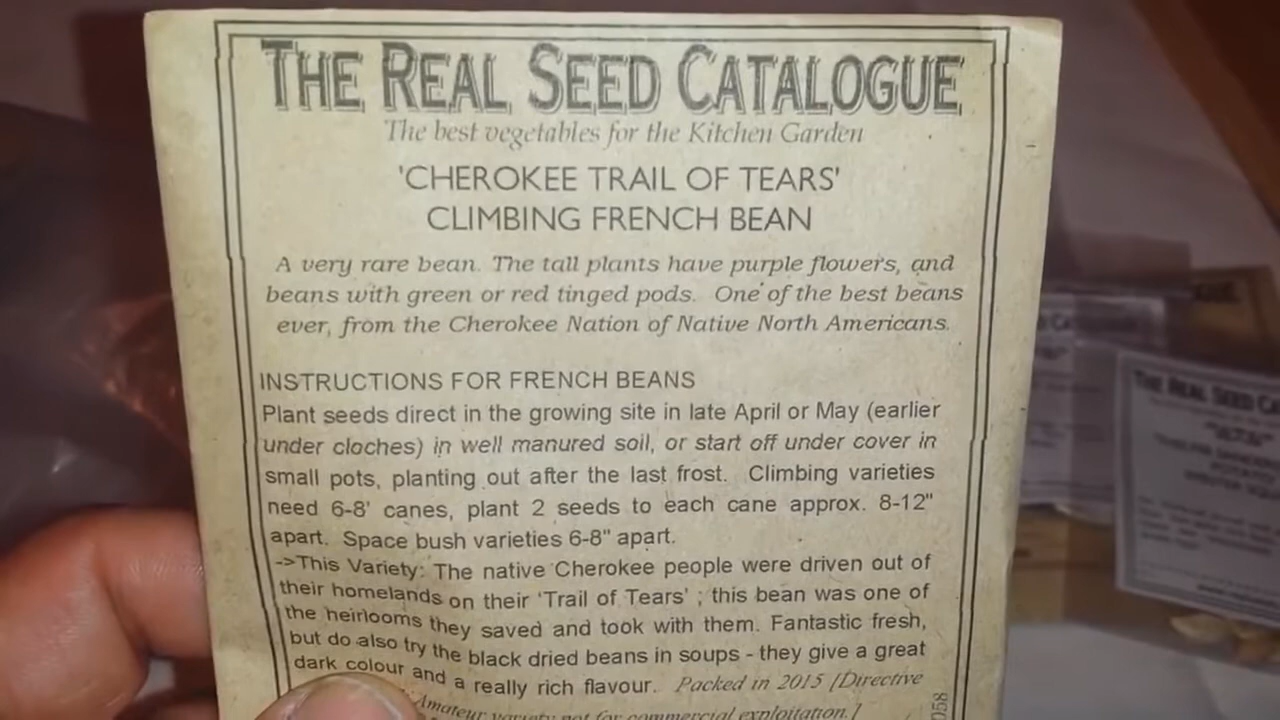 THE REAL SEED CATALOGUE
The best vegetables for the Kitchen Garden
'CHEROKEE TRAIL OF TEARS'
CLIMBING FRENCH BEAN
A very rare bean. The tall plants have purple flowers, and
beans with green or red tinged pods. One of the best beans
ever, from the Cherokee Nation of Native North Americans.
INSTRUCTIONS FOR FRENCH BEANS
Plant seeds direct in the growing site in late April or May (earlier
under cloches) in well manured soil, or start off under cover in
small pots, planting out after the last frost. Climbing varieties
need 6-8' canes, plant 2 seeds to each cane approx. 8-12"
apart. Space bush varieties 6-8" apart.
->This Variety: The native Cherokee people were driven out of
their homelands on their 'Trail of Tears' ; this bean was one of
the heirlooms they saved and took with them. Fantastic fresh,
but do also try the black dried beans in soups - they give a great
dark colour and a really rich flavour. Packed in 2015 [Directive
Amateur variety not for commercial exploitation.]
058
THE REAL SEED CA